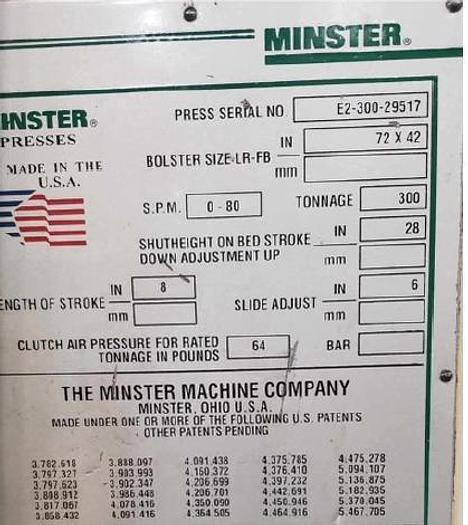 MINSTER®
INSTER®
PRESSES
MADE IN THE
U.S.A.
PRESS SERIAL NO. E2-300-29517
BOLSTER SIZE-LR-FB IN 72 X 42
mm
S.P.M. 0-80 TONNAGE 300
SHUTHEIGHT ON BED STROKE IN 28
DOWN ADJUSTMENT UP mm
ENGTH OF STROKE IN 8
mm
SLIDE ADJUST IN 6
mm
CLUTCH AIR PRESSURE FOR RATED
TONNAGE IN POUNDS 64 BAR
THE MINSTER MACHINE COMPANY
MINSTER, OHIO U.S.A.
MADE UNDER ONE OR MORE OF THE FOLLOWING U.S. PATENTS
OTHER PATENTS PENDING
3,782,618 3,888,097 4,091,438 4,375,785 4,475,278
3,797,327 3,903,993 4,160,372 4,376,410 5,094,107
3,797,623 3,902,347 4,206,699 4,397,232 5,136,875
3,808,912 3,986,448 4,206,701 4,442,691 5,182,935
3,817,067 4,078,416 4,350,090 4,450,946 5,379,045
3,858,432 4,091,416 4,364,505 4,464,916 5,467,705